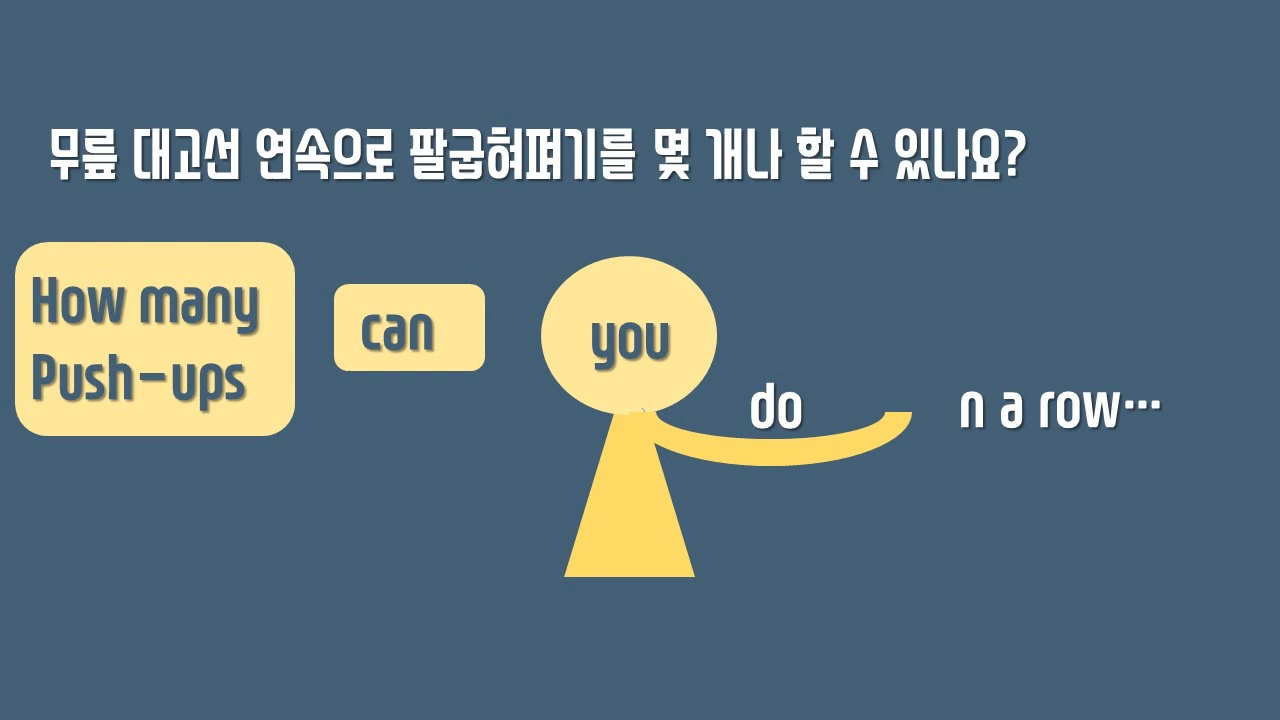 무릎 대고선 연속으로 팔굽혀펴기를 몇 개나 할 수 있나요?
How many
Push-ups
can
you
do
n a row…